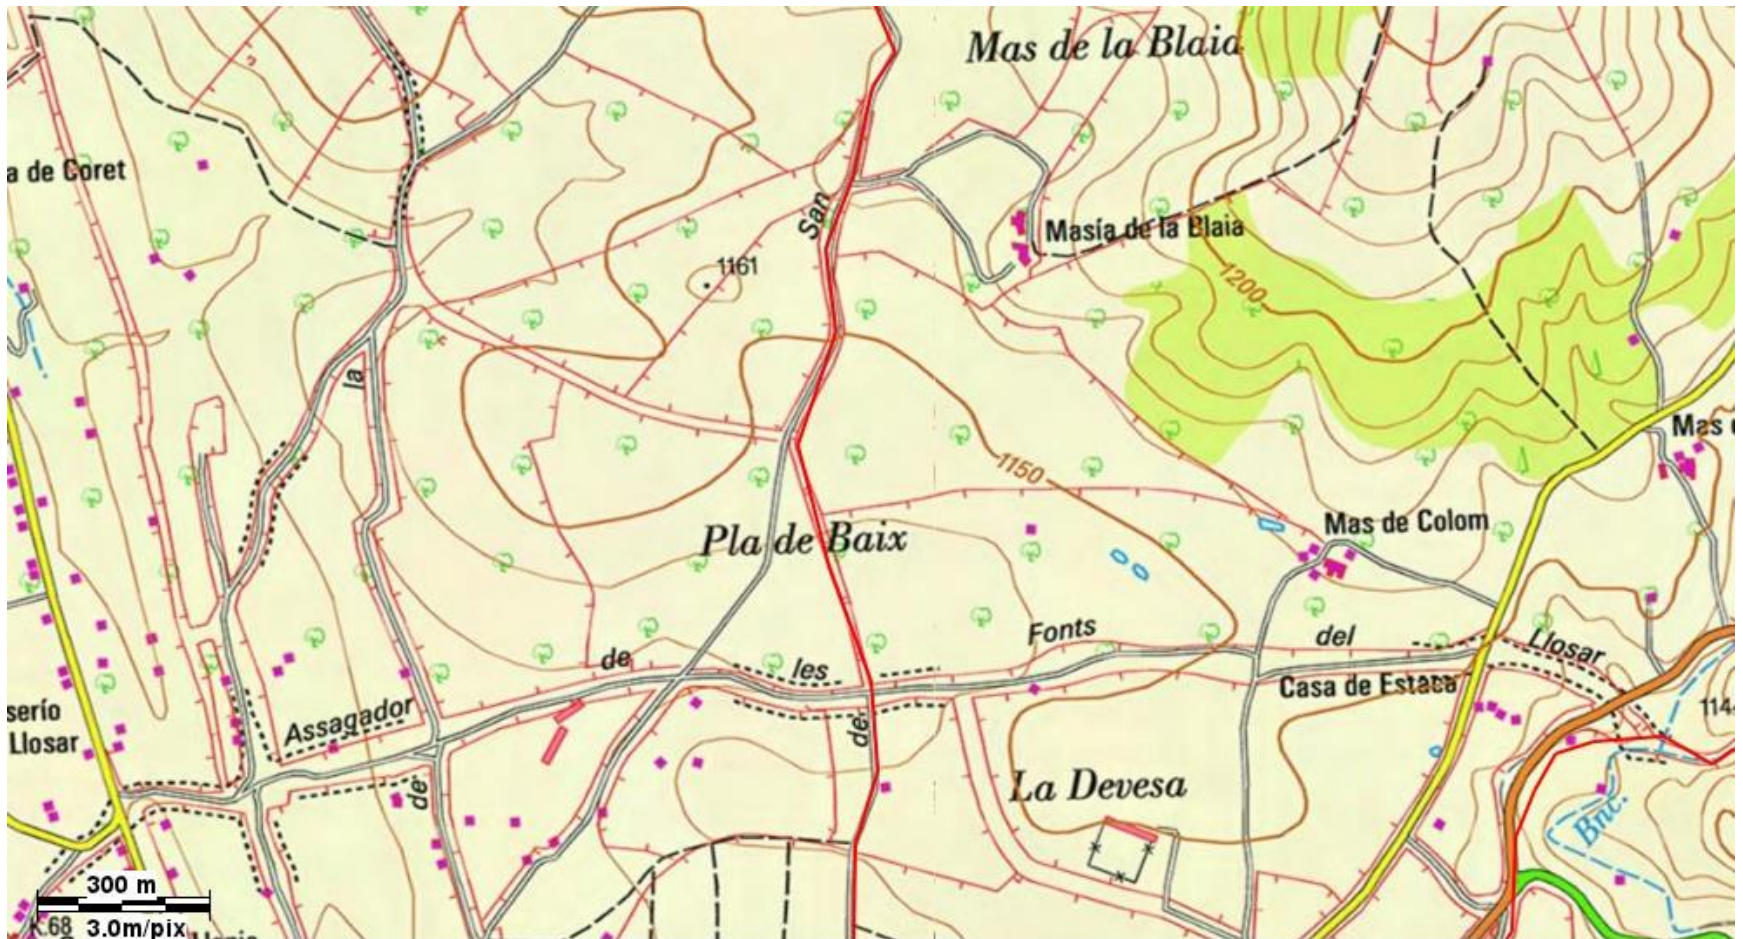 Mas de la Blaia
a de Coret
San
Masía de la Blaia
1161
1200
la
Mas
1150
Mas de Colom
Pla de Baix
Fonts
del
Llosar
de
les
Casa de Estaca
serío
Llosar
Assagador
de
114
La Devesa
de
Bnc.
300 m
K.68
3.0m/pix